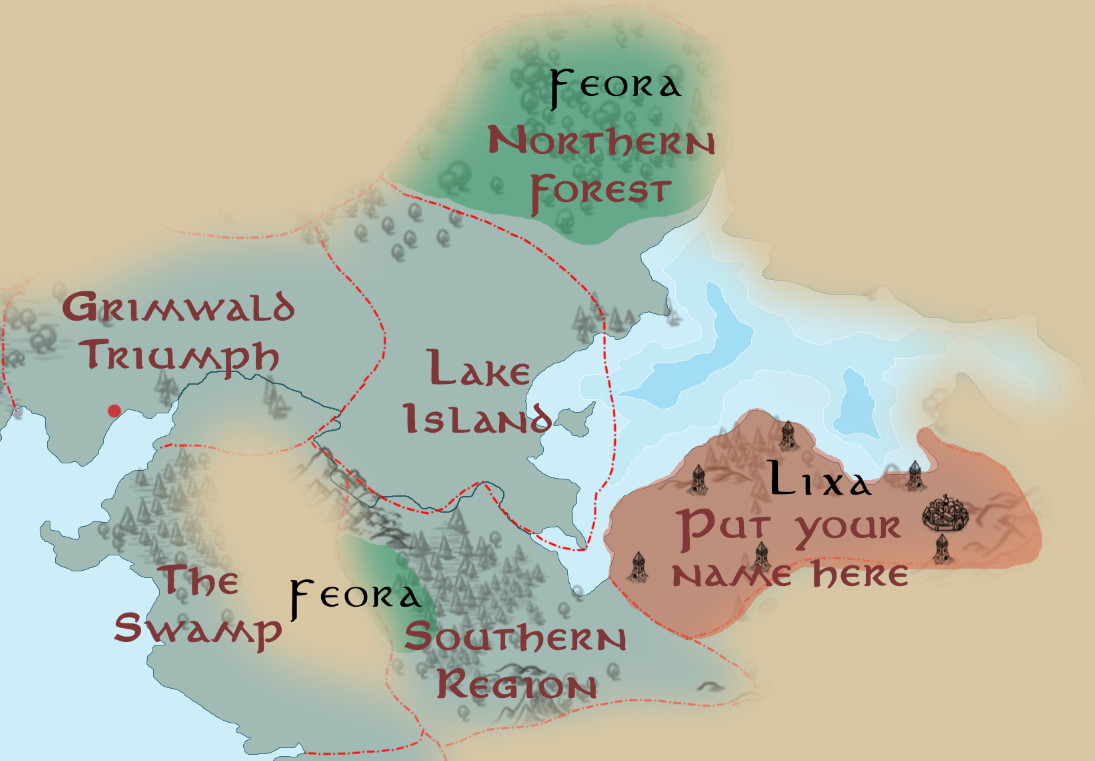 Feora
Northern
Forest
Grimwald
Triumph
Lake
Island
Lixa
Put your
name here
The
Swamp
Feora
Southern
Region